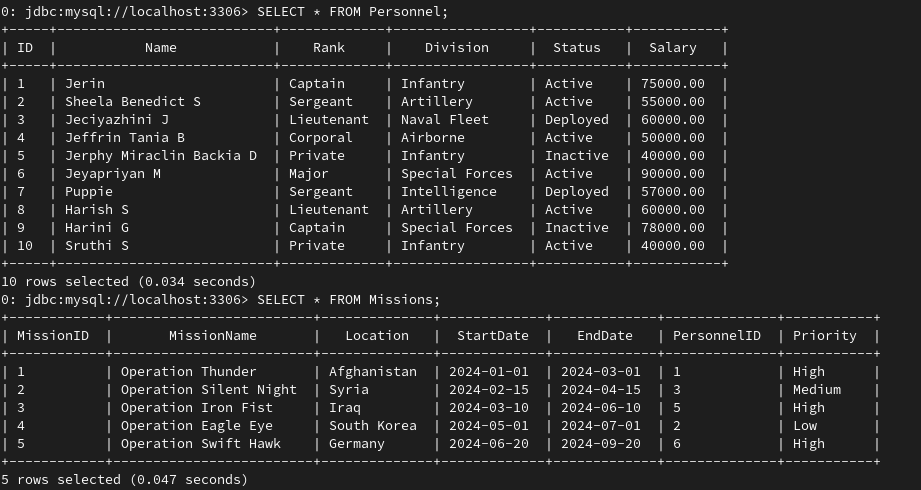 0: jdbc:mysql://localhost:3306> SELECT * FROM Personnel;
+-----+---------------------------+-------------+-----------------+-----------+-----------+
| ID  |           Name            |    Rank     |    Division     |  Status   |  Salary   |
+-----+---------------------------+-------------+-----------------+-----------+-----------+
| 1   | Jerin                     | Captain     | Infantry        | Active    | 75000.00  |
| 2   | Sheela Benedict S         | Sergeant    | Artillery       | Active    | 55000.00  |
| 3   | Jeciyazhini J             | Lieutenant  | Naval Fleet     | Deployed  | 60000.00  |
| 4   | Jeffrin Tania B           | Corporal    | Airborne        | Active    | 50000.00  |
| 5   | Jerphy Miraclin Backia D  | Private     | Infantry        | Inactive  | 40000.00  |
| 6   | Jeyapriyan M              | Major       | Special Forces  | Active    | 90000.00  |
| 7   | Puppie                    | Sergeant    | Intelligence    | Deployed  | 57000.00  |
| 8   | Harish S                  | Lieutenant  | Artillery       | Active    | 60000.00  |
| 9   | Harini G                  | Captain     | Special Forces  | Inactive  | 78000.00  |
| 10  | Sruthi S                  | Private     | Infantry        | Active    | 40000.00  |
+-----+---------------------------+-------------+-----------------+-----------+-----------+
10 rows selected (0.034 seconds)
0: jdbc:mysql://localhost:3306> SELECT * FROM Missions;
+------------+-------------------------+--------------+-------------+-------------+--------------+-----------+
| MissionID  |      MissionName        |   Location   |  StartDate  |   EndDate   | PersonnelID  | Priority  |
+------------+-------------------------+--------------+-------------+-------------+--------------+-----------+
| 1          | Operation Thunder       | Afghanistan  | 2024-01-01  | 2024-03-01  | 1            | High      |
| 2          | Operation Silent Night  | Syria        | 2024-02-15  | 2024-04-15  | 3            | Medium    |
| 3          | Operation Iron Fist     | Iraq         | 2024-03-10  | 2024-06-10  | 5            | High      |
| 4          | Operation Eagle Eye     | South Korea  | 2024-05-01  | 2024-07-01  | 2            | Low       |
| 5          | Operation Swift Hawk    | Germany      | 2024-06-20  | 2024-09-20  | 6            | High      |
+------------+-------------------------+--------------+-------------+-------------+--------------+-----------+
5 rows selected (0.047 seconds)